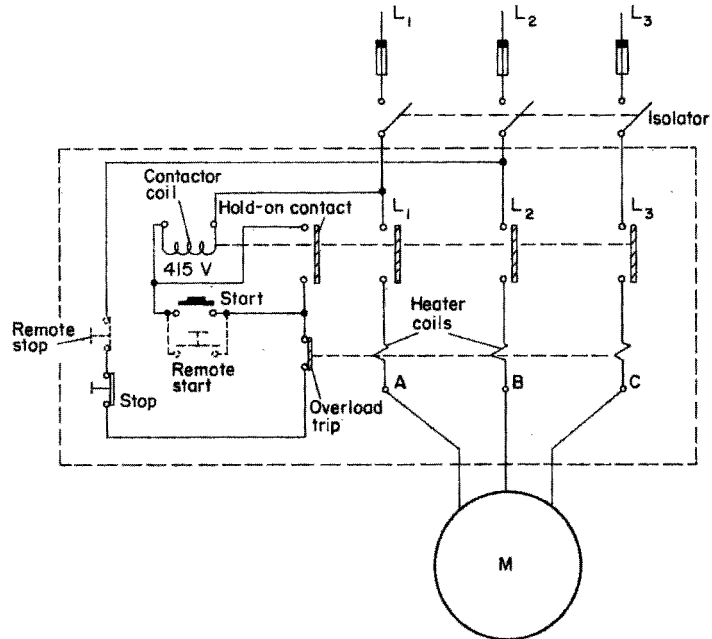 L1 L2 L3
Isolator
Contactor
coil
Hold-on contact
L1 L2 L3
415 V
Start
Heater
coils
Remote
stop
Remote
start
Stop
Overload
trip
A B C
M